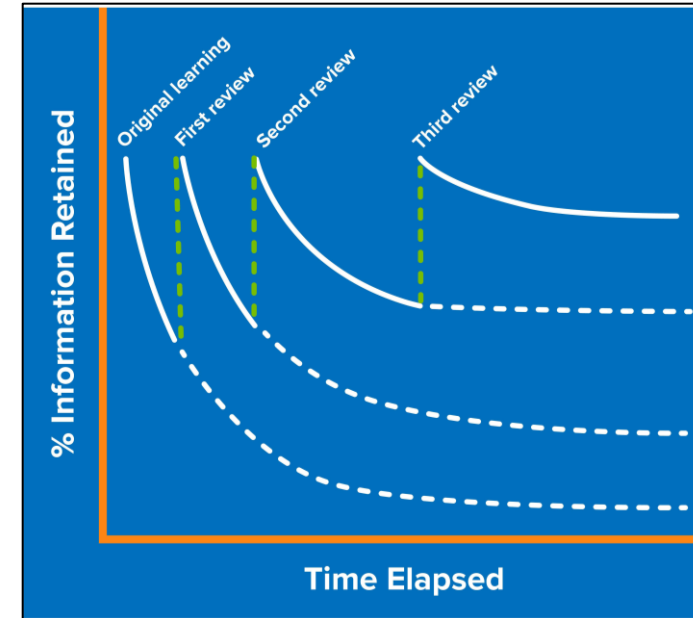 Original learning
First review
Second review
Third review
% Information Retained
Time Elapsed